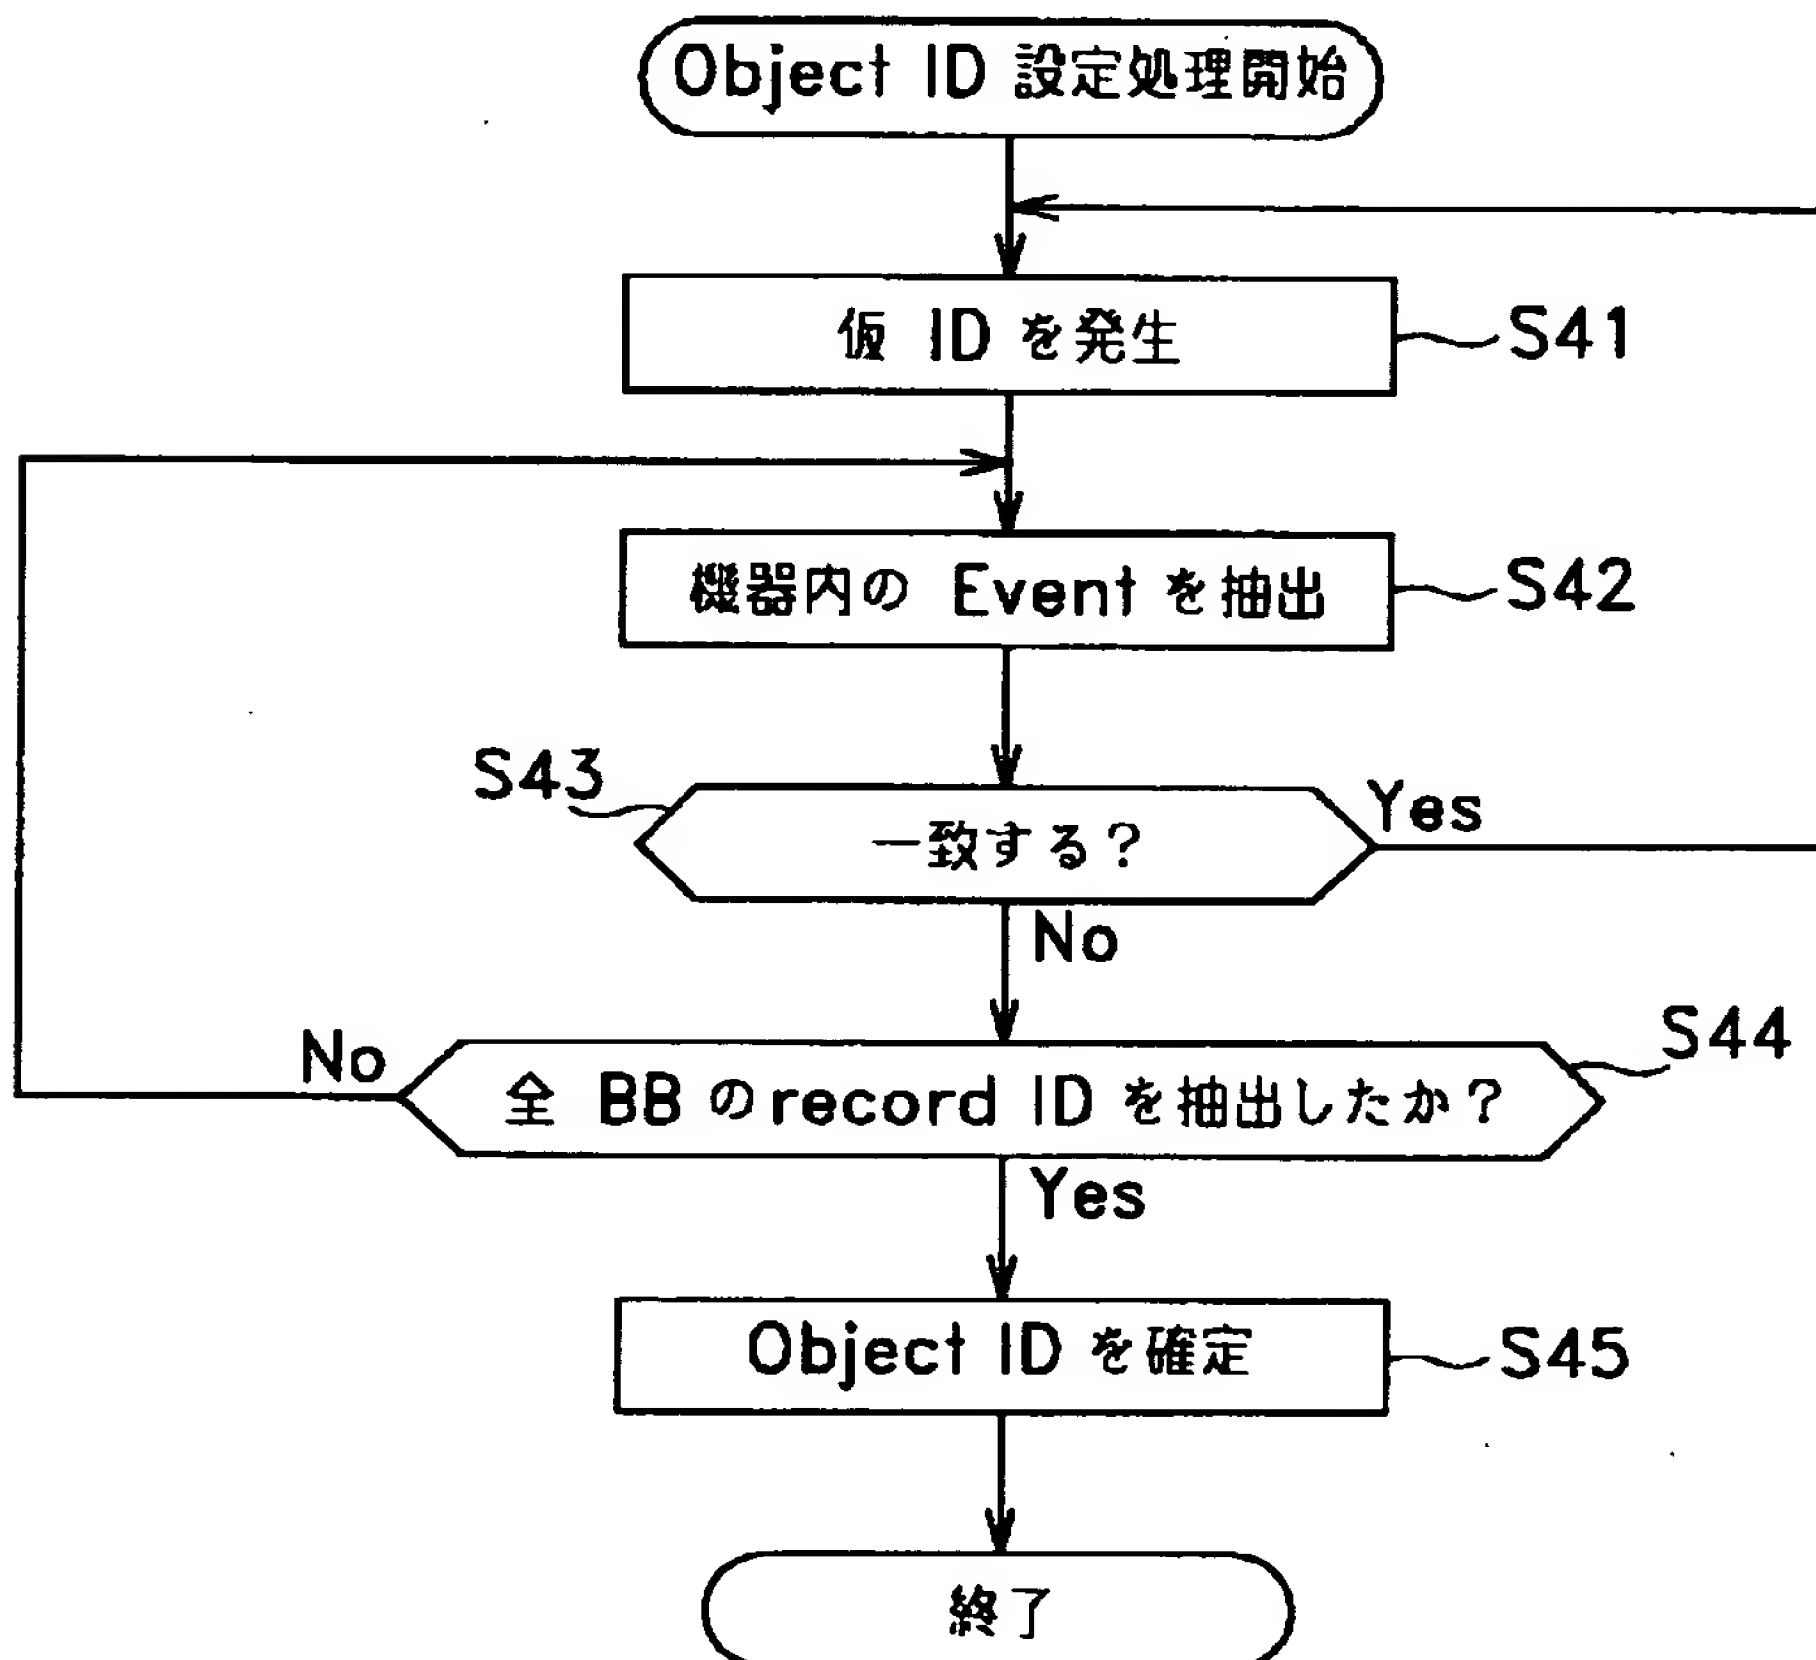 Object ID 設定処理開始
仮 ID を発生
S41
機器内の Event を抽出
S42
S43
一致する？
Yes
No
S44
No
全 BB の record ID を抽出したか？
Yes
Object ID を確定
S45
終了